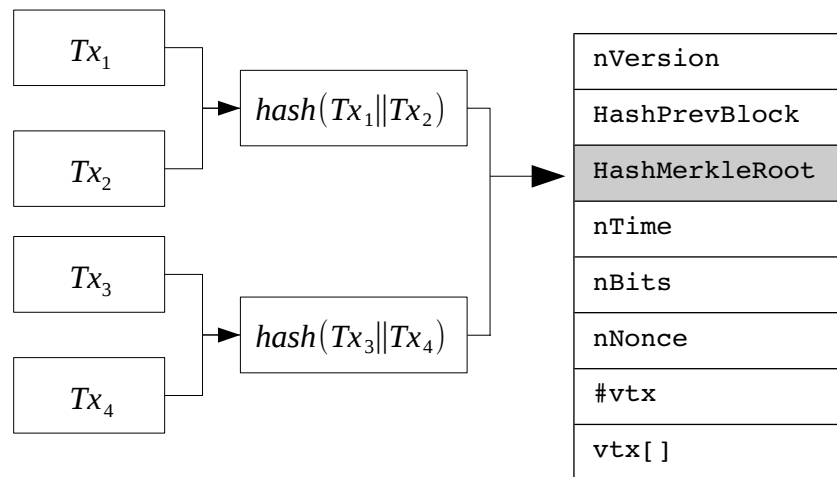 Tx₁
Tx₂
Tx₃
Tx₄
hash(Tx₁||Tx₂)
hash(Tx₃||Tx₄)
nVersion
HashPrevBlock
HashMerkleRoot
nTime
nBits
nNonce
#vtx
vtx[]